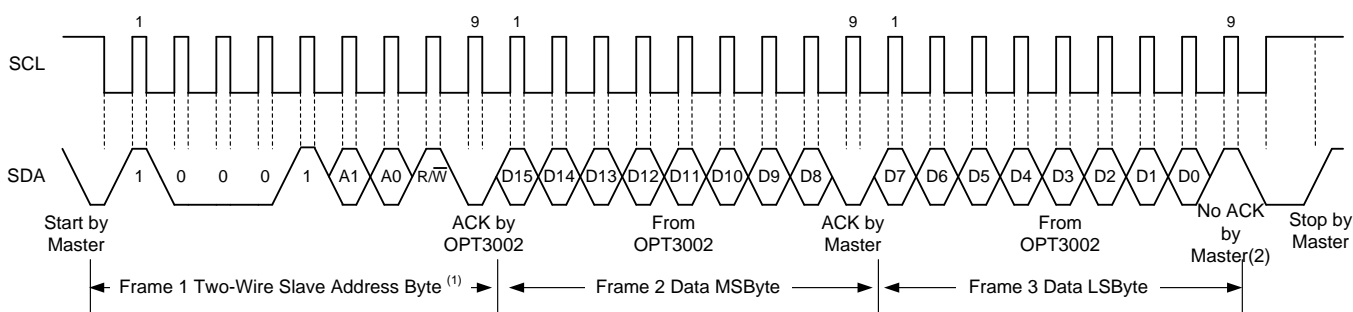 1 9 1 9 1 9
SCL
SDA
1 0 0 0 1 A1 A0 R/W̅ D15 D14 D13 D12 D11 D10 D9 D8 D7 D6 D5 D4 D3 D2 D1 D0
Start by
Master
ACK by
OPT3002
From
OPT3002
ACK by
Master
From
OPT3002
No ACK
by
Master(2)
Stop by
Master
Frame 1 Two-Wire Slave Address Byte (1)
Frame 2 Data MSByte
Frame 3 Data LSByte